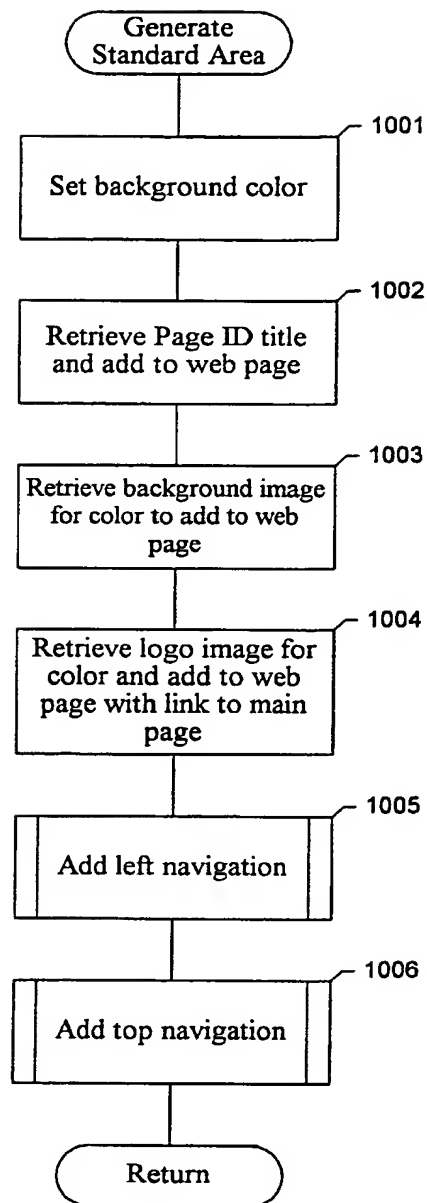 Generate
Standard Area
1001
Set background color
1002
Retrieve Page ID title
and add to web page
1003
Retrieve background image
for color to add to web
page
1004
Retrieve logo image for
color and add to web
page with link to main
page
1005
Add left navigation
1006
Add top navigation
Return